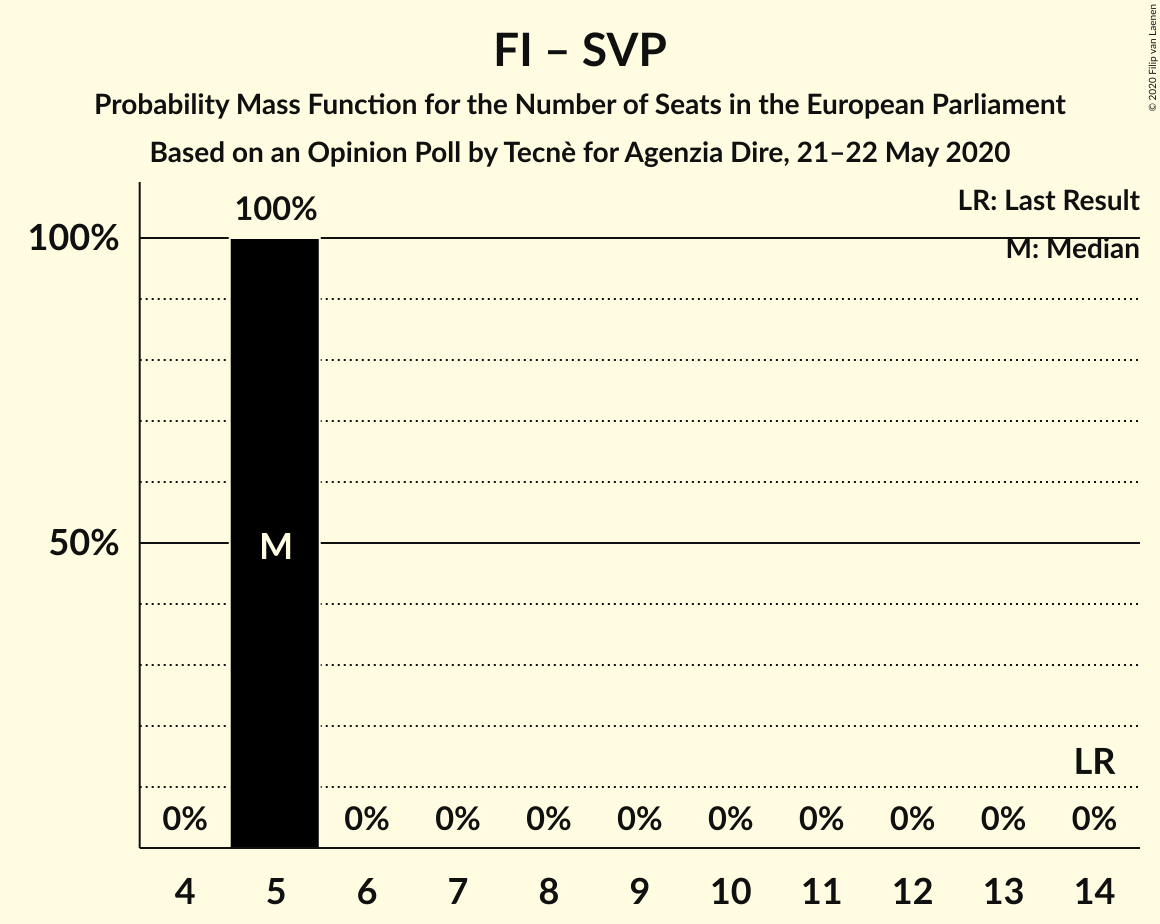 FI – SVP
Probability Mass Function for the Number of Seats in the European Parliament
Based on an Opinion Poll by Tecnè for Agenzia Dire, 21–22 May 2020
© 2020 Filip van Laenen
LR: Last Result
M: Median
100%
100%
50%
M
LR
0% 0% 0% 0% 0% 0% 0% 0% 0% 0%
4 5 6 7 8 9 10 11 12 13 14